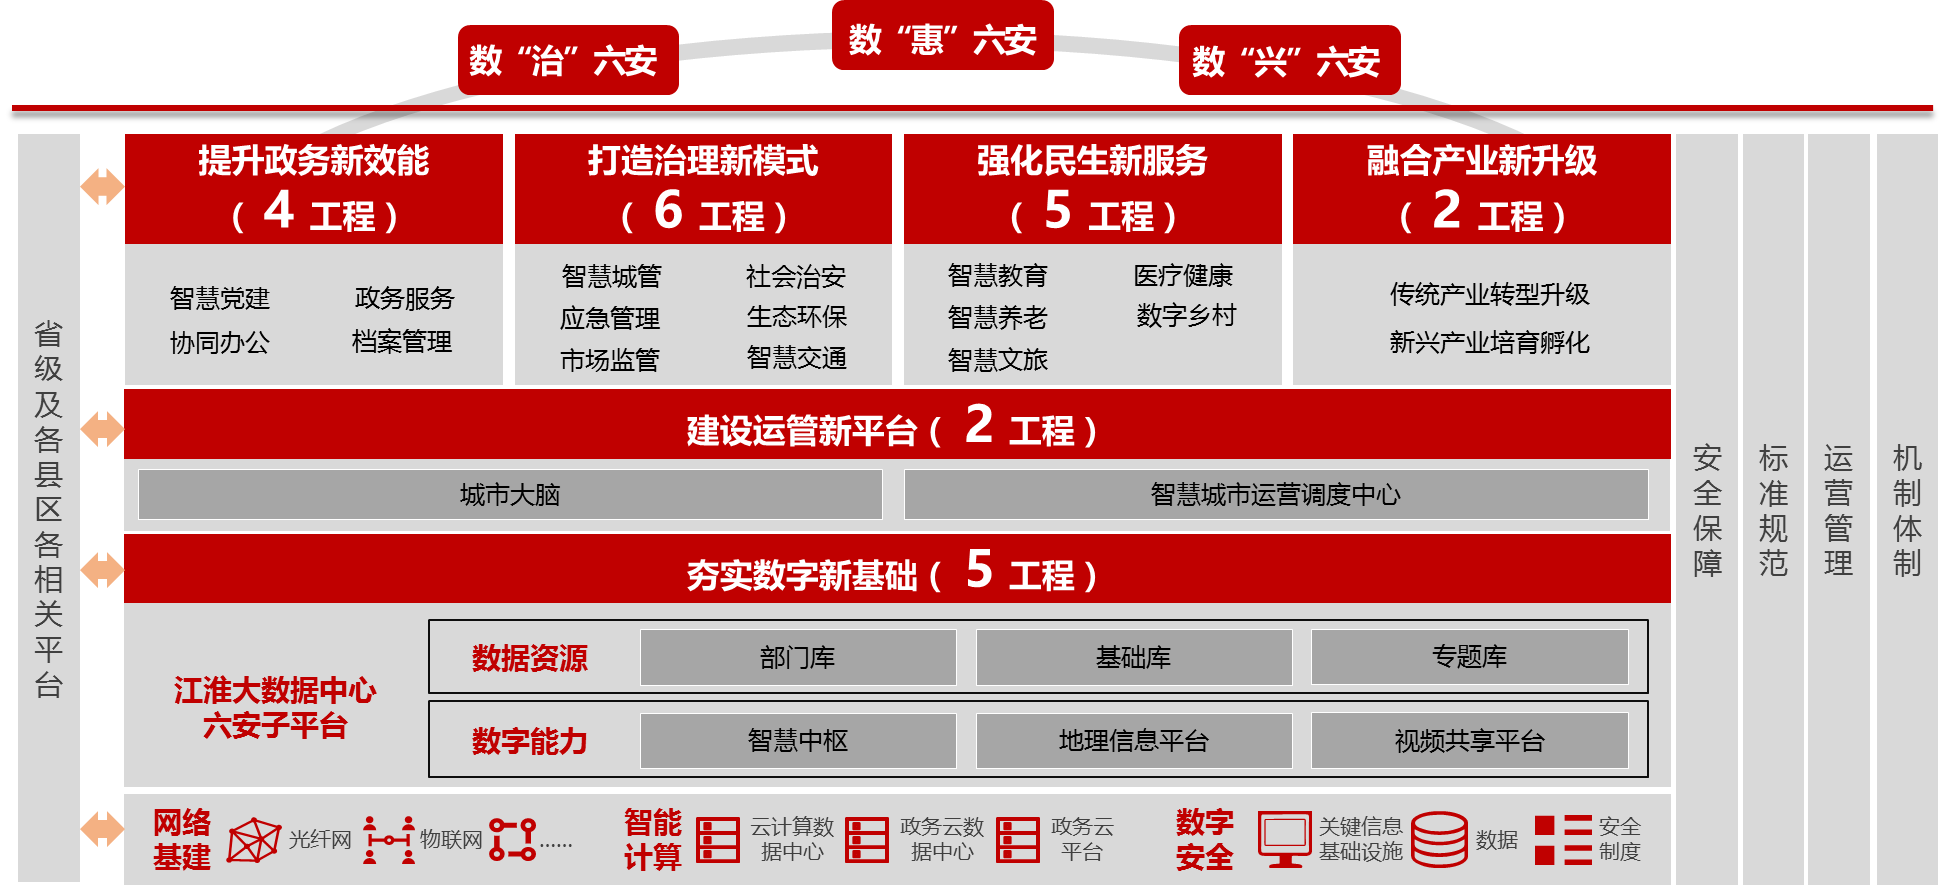 数“治”六安
数“惠”六安
数“兴”六安
省级及各县区各相关平台
提升政务新效能
（ 4 工程）
智慧党建
政务服务
协同办公
档案管理
打造治理新模式
（ 6 工程）
智慧城管
社会治安
应急管理
生态环保
市场监管
智慧交通
强化民生新服务
（ 5 工程）
智慧教育
医疗健康
智慧养老
数字乡村
智慧文旅
融合产业新升级
（ 2 工程）
传统产业转型升级
新兴产业培育孵化
建设运管新平台（ 2 工程）
城市大脑
智慧城市运营调度中心
夯实数字新基础（ 5 工程）
江淮大数据中心
六安子平台
数据资源
部门库
基础库
专题库
数字能力
智慧中枢
地理信息平台
视频共享平台
网络
基建
光纤网
物联网
......
智能
计算
云计算数
据中心
政务云数
据中心
政务云
平台
数字
安全
关键信息
基础设施
数据
安全
制度
安全保障
标准规范
运营管理
机制体制